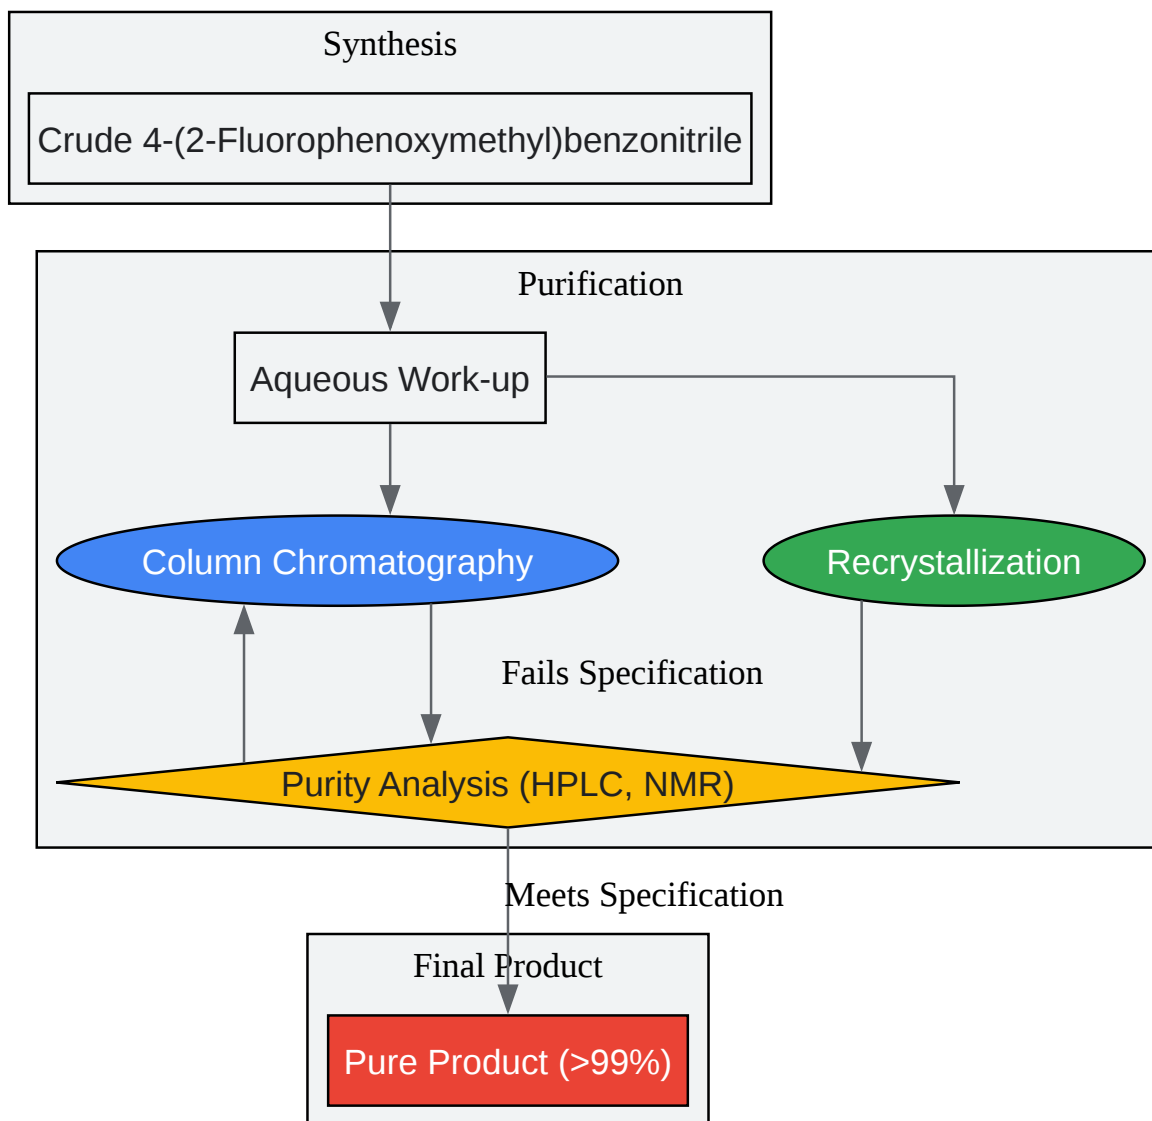 Synthesis
Crude 4-(2-Fluorophenoxymethyl)benzonitrile
Purification
Aqueous Work-up
Column Chromatography
Recrystallization
Fails Specification
Purity Analysis (HPLC, NMR)
Meets Specification
Final Product
Pure Product (>99%)